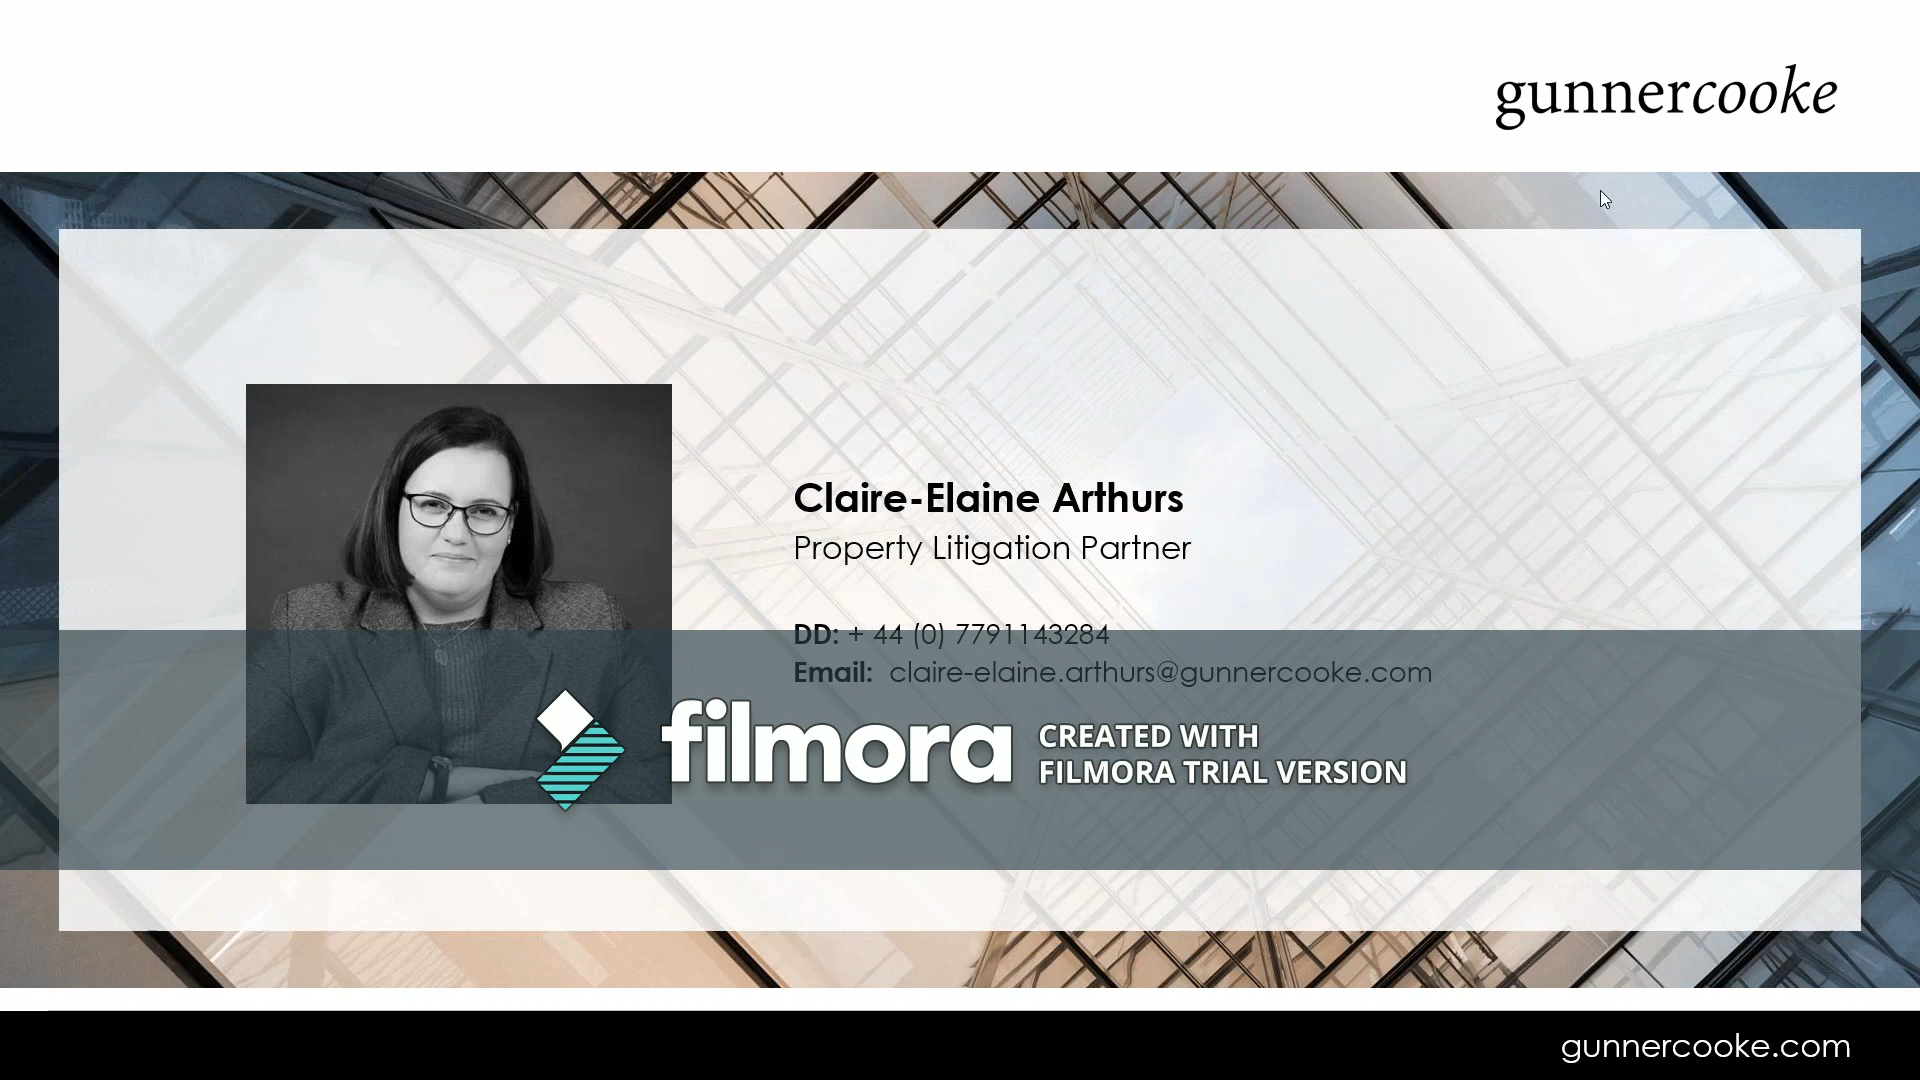 gunnercooke
Claire-Elaine Arthurs
Property Litigation Partner
DD: + 44 (0) 7791143284
Email: claire-elaine.arthurs@gunnercooke.com
filmora
CREATED WITH
FILMORA TRIAL VERSION
gunnercooke.com